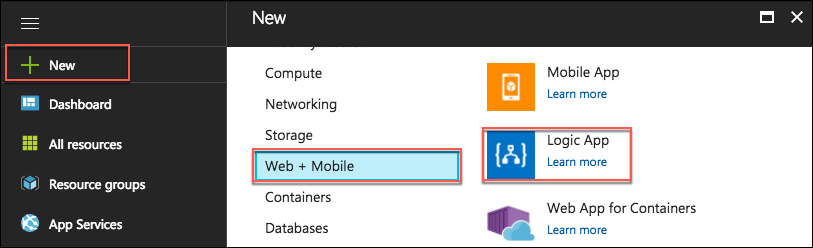 New
New
Dashboard
All resources
Resource groups
App Services
Compute
Networking
Storage
Web + Mobile
Containers
Databases
Mobile App
Learn more
Logic App
Learn more
Web App for Containers
Learn more